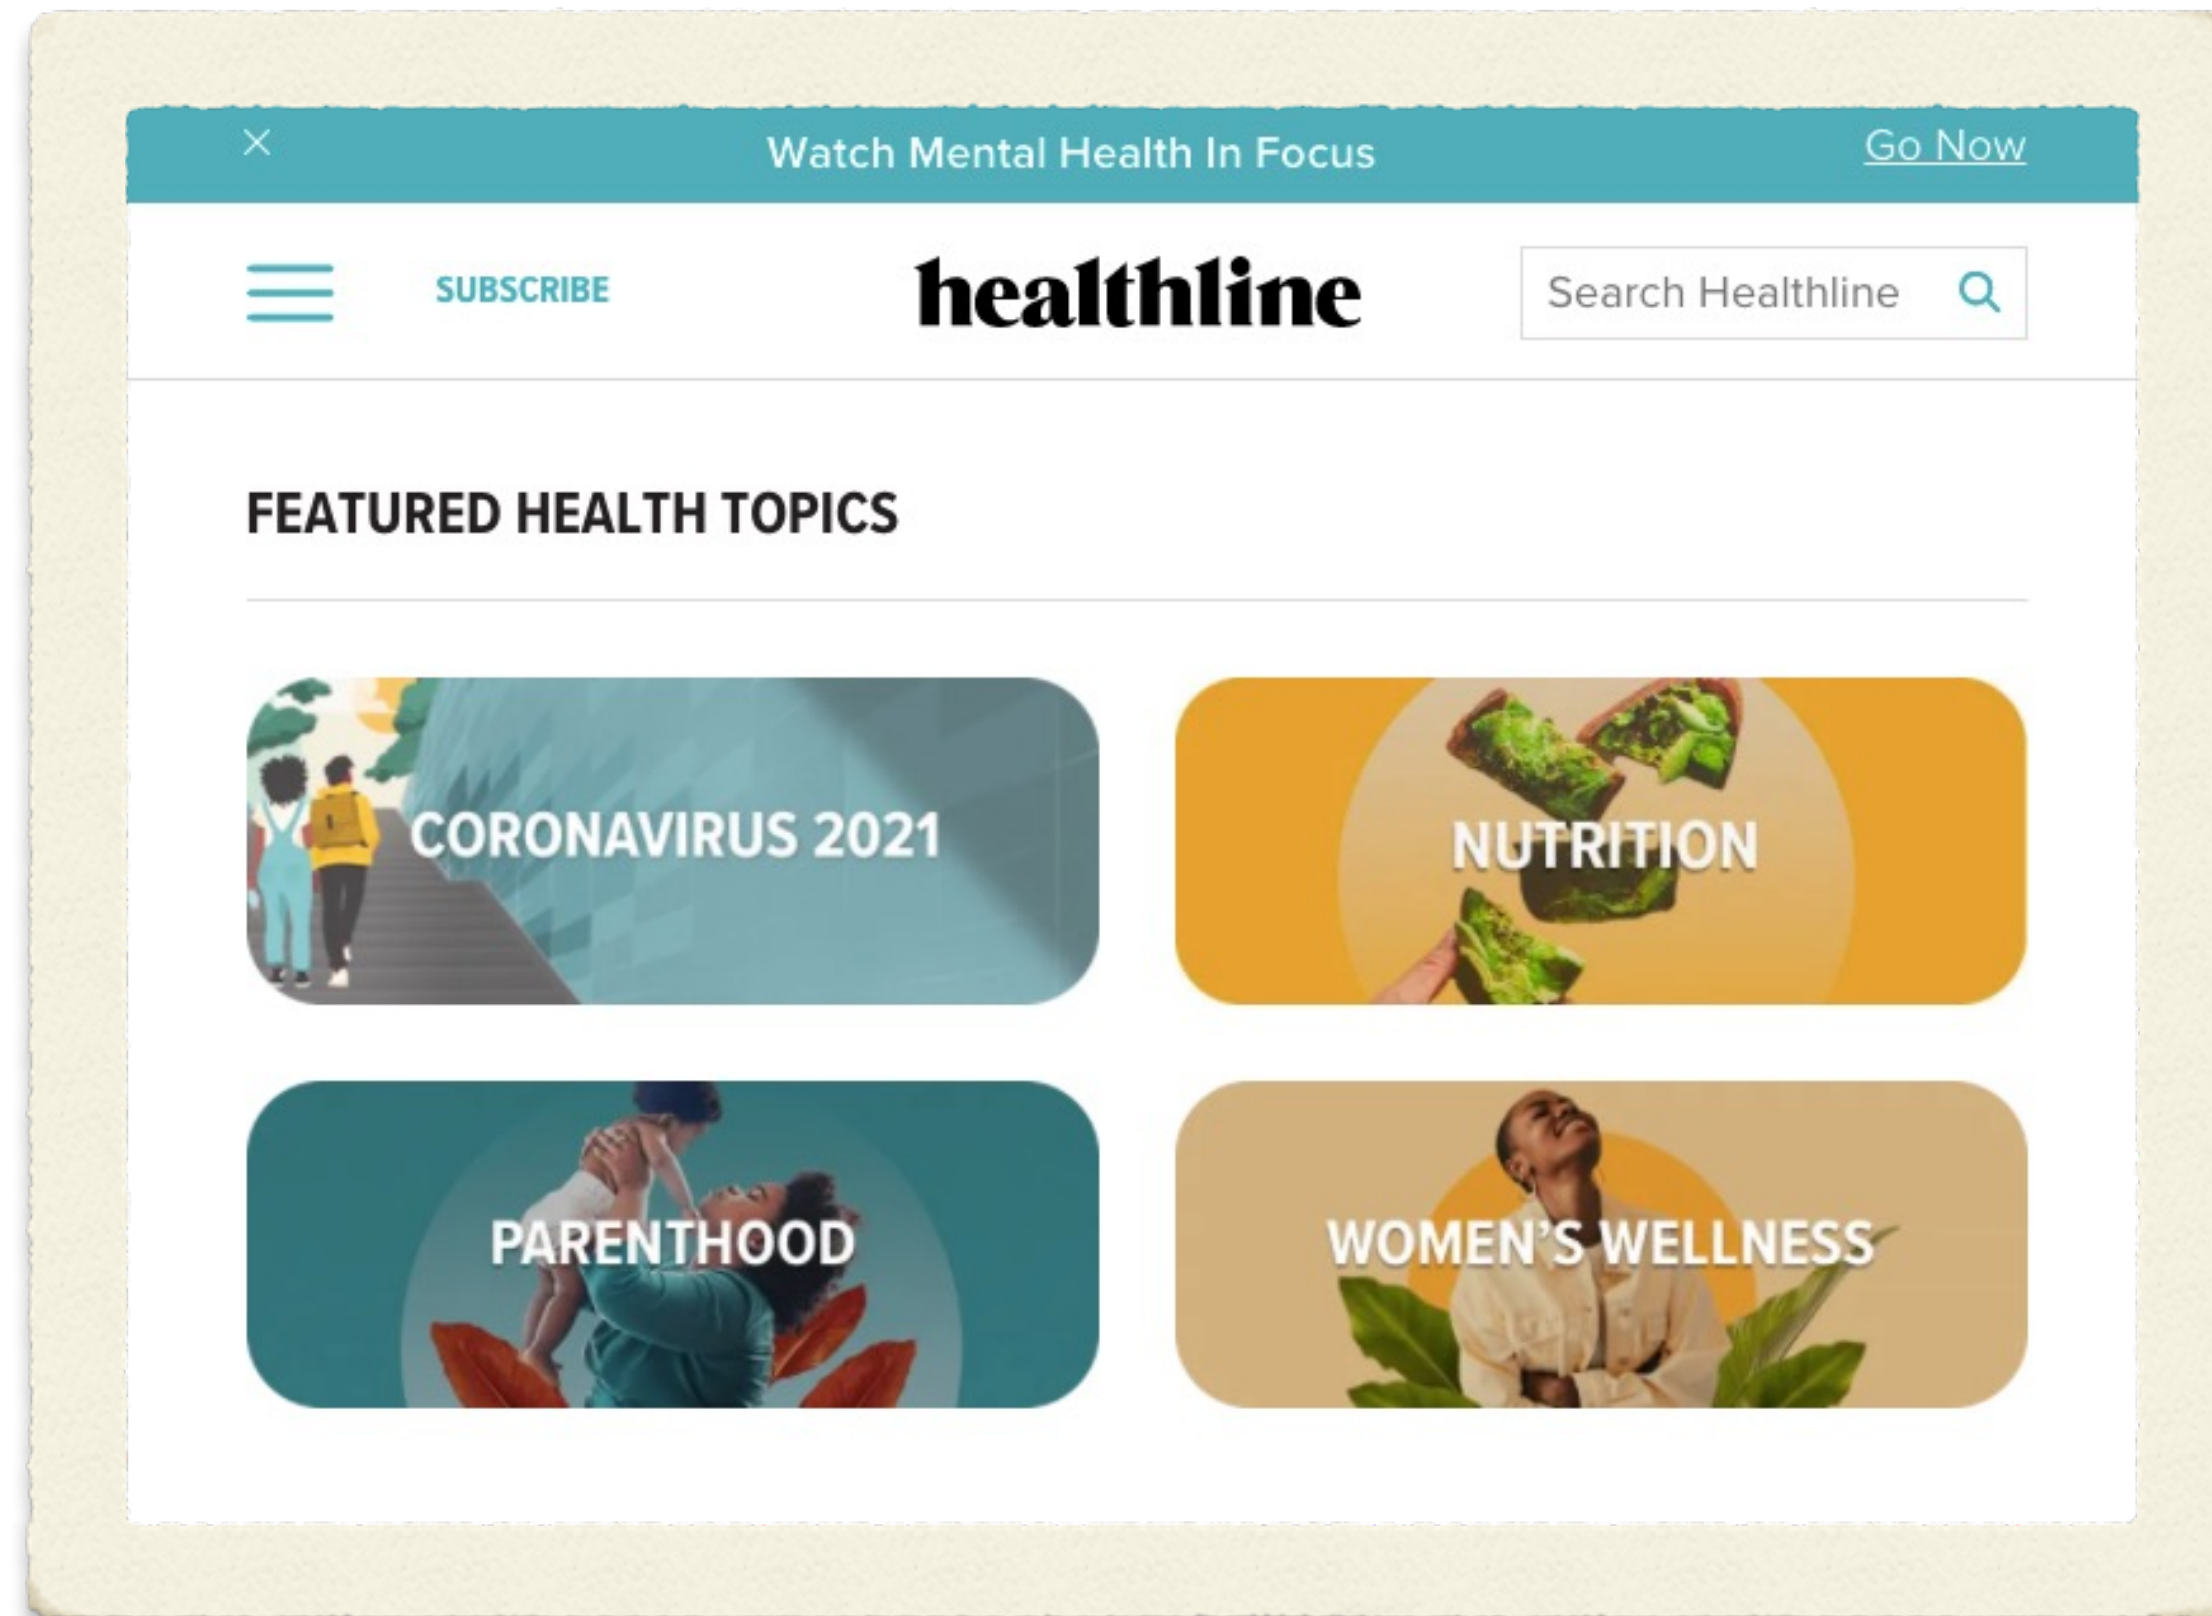 Watch Mental Health In Focus
Go Now
SUBSCRIBE
healthline
Search Healthline
FEATURED HEALTH TOPICS
CORONAVIRUS 2021
NUTRITION
PARENTHOOD
WOMEN'S WELLNESS